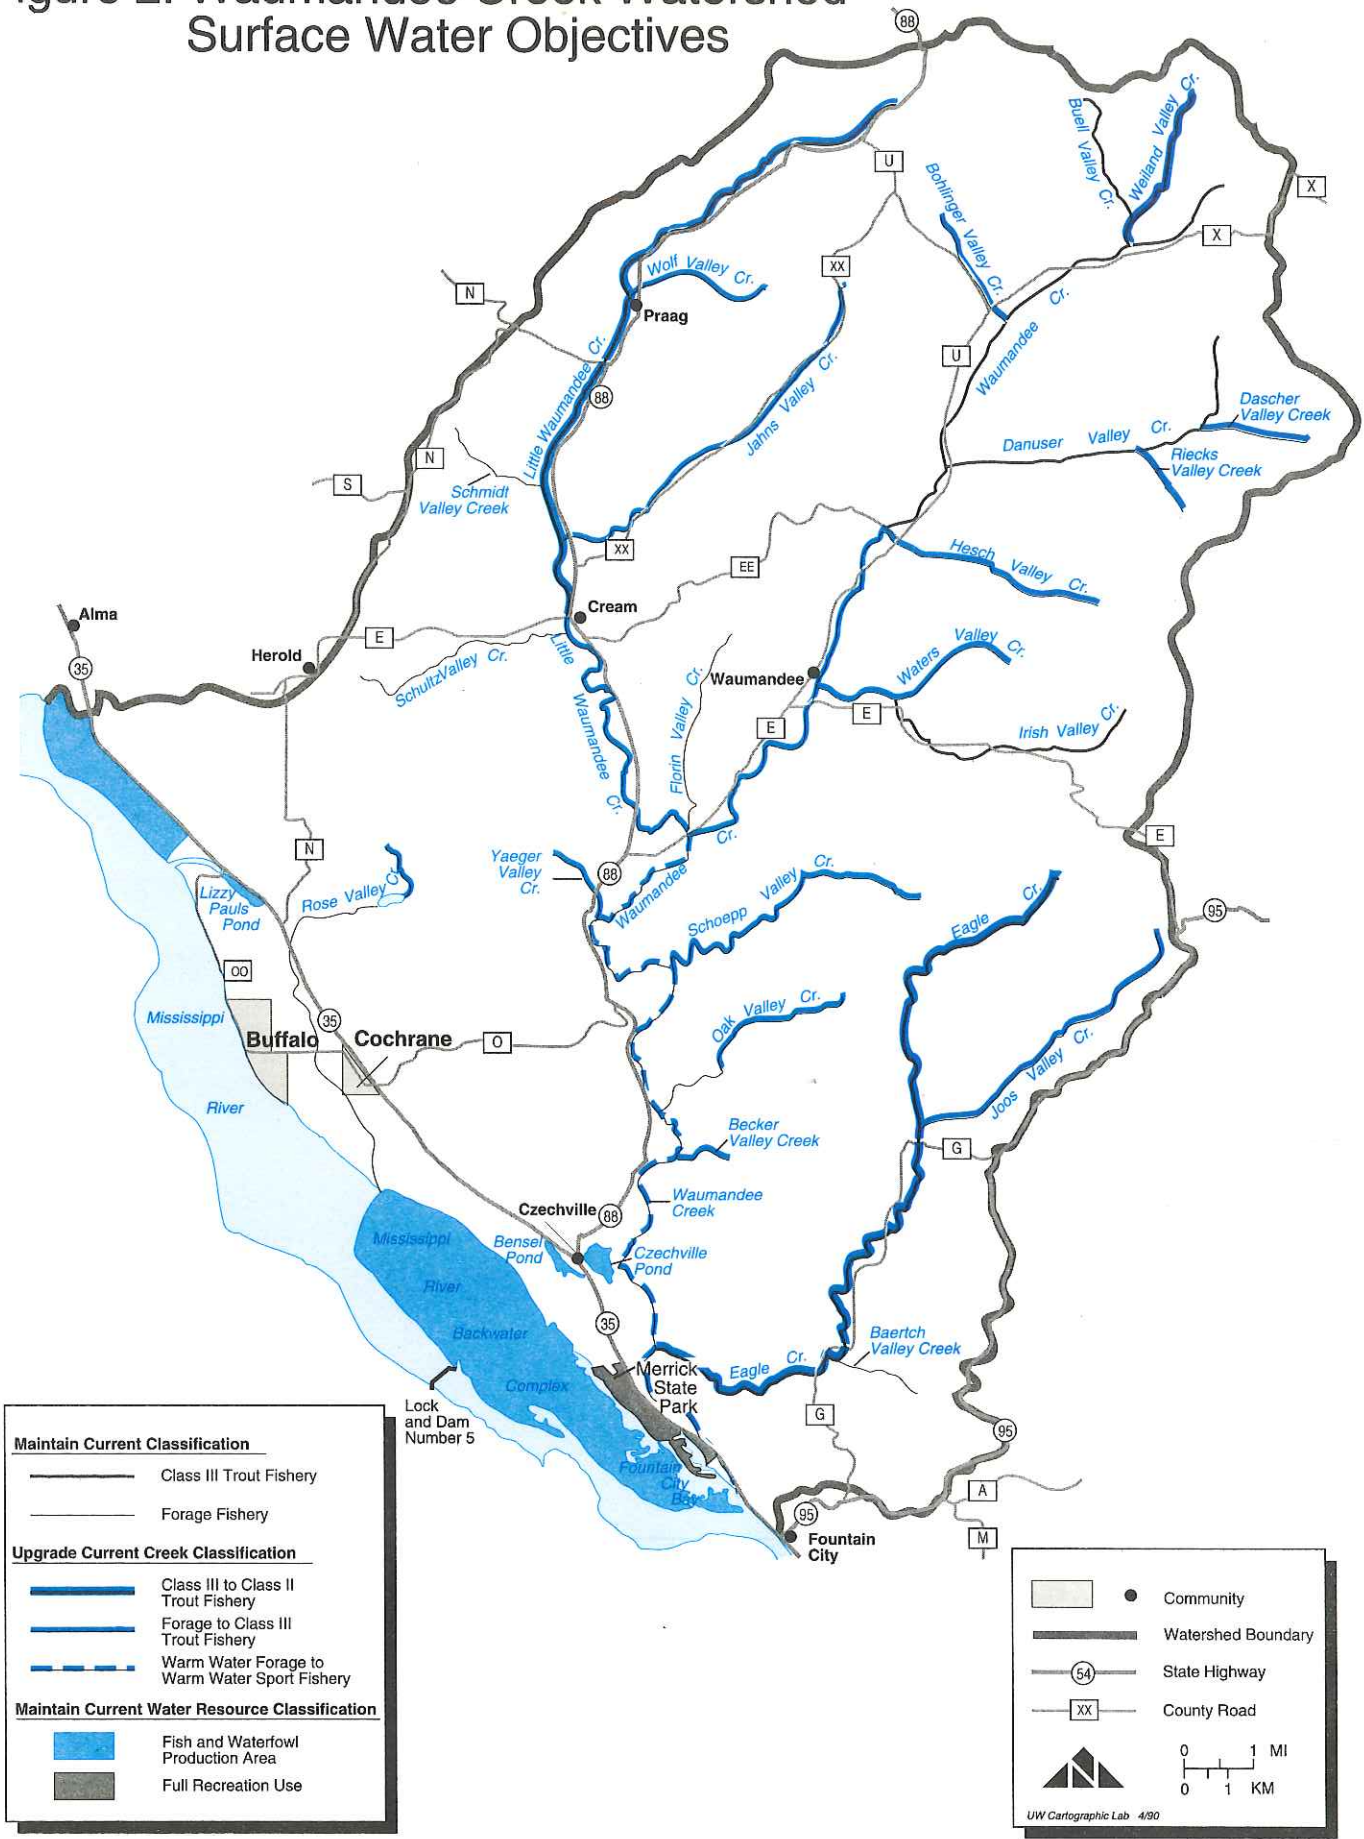 Surface Water Objectives
88
U
Buell Valley Cr.
Weiland Valley Cr.
X
X
Bohlinger Valley Cr.
XX
Wolf Valley Cr.
N
Praag
Waumandee Cr.
U
Little Waumandee Cr.
88
Jahns Valley Cr.
Dascher
Valley Creek
Danuser Valley Cr.
Riecks
Valley Creek
N
S
Schmidt
Valley Creek
XX
EE
Hesch Valley Cr.
Alma
Cream
E
Herold
35
Schultz Valley Cr.
Little Waumandee Cr.
Florin Valley Cr.
Waumandee
Waters Valley Cr.
E
E
Irish Valley Cr.
Cr.
N
Yaeger
Valley
Cr.
88
Waumandee
E
Lizzy
Pauls
Pond
Rose Valley Cr.
Schoepp Valley Cr.
Eagle Cr.
95
OO
Mississippi
35
Buffalo
Cochrane
O
Oak Valley Cr.
Joos Valley Cr.
River
Becker
Valley Creek
G
Waumandee
Creek
Czechville
88
Mississippi
River
Backwater
Complex
Bensel
Pond
Czechville
Pond
35
Baertch
Valley Creek
Merrick
State
Park
Eagle Cr.
Lock
and Dam
Number 5
G
95
Fountain
City
Bay
A
95
M
Fountain
City
Maintain Current Classification
Class III Trout Fishery
Forage Fishery
Upgrade Current Creek Classification
Class III to Class II
Trout Fishery
Forage to Class III
Trout Fishery
Warm Water Forage to
Warm Water Sport Fishery
Maintain Current Water Resource Classification
Fish and Waterfowl
Production Area
Full Recreation Use
Community
Watershed Boundary
54
State Highway
XX
County Road
0 1 MI
0 1 KM
UW Cartographic Lab 4/90